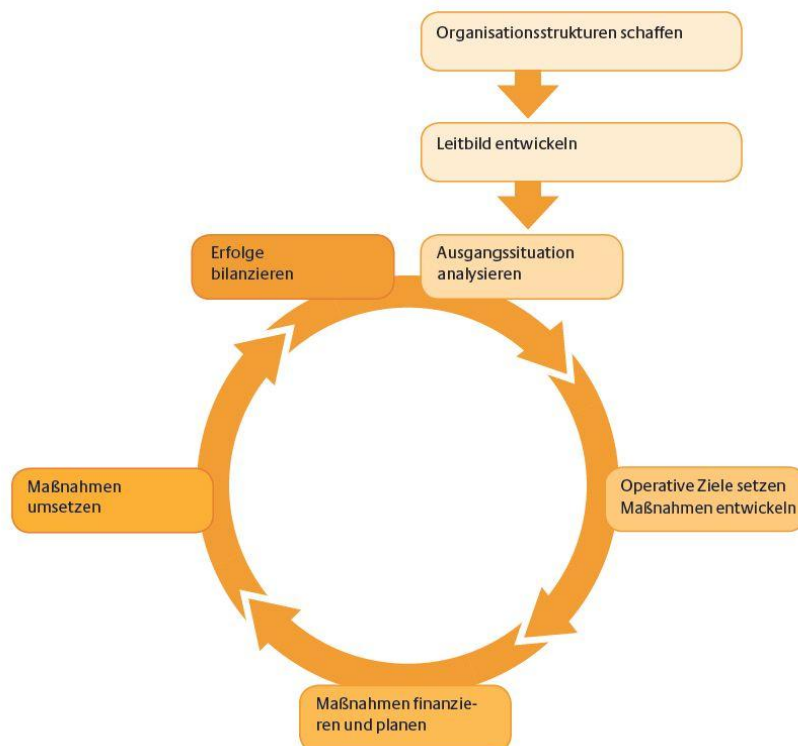 Organisationsstrukturen schaffen
Leitbild entwickeln
Ausgangssituation
analysieren
Operative Ziele setzen
Maßnahmen entwickeln
Maßnahmen finanzie-
ren und planen
Maßnahmen
umsetzen
Erfolge
bilanzieren